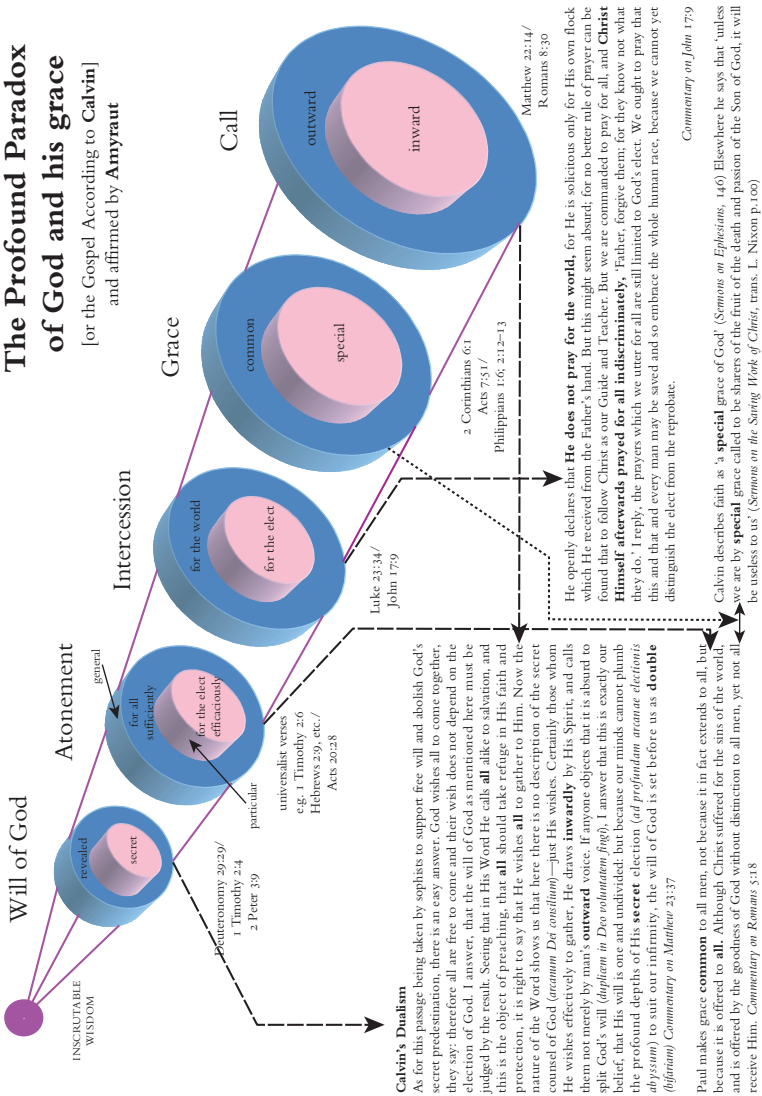 The Profound Paradox
of God and his grace
[or the Gospel According to Calvin]
and affirmed by Amyraut
Will of God
Atonement
Intercession
Grace
Call
INSCRUTABLE
WISDOM
revealed
secret
general
for all
sufficiently
for the elect
efficaciously
particular
for the world
for the elect
common
special
outward
inward
Deuteronomy 29:29/
1 Timothy 2:4
2 Peter 3:9
universalist verses
e.g. 1 Timothy 2:6
Hebrews 2:9, etc./
Acts 20:28
Luke 23:34/
John 17:9
2 Corinthians 6:1
Acts 7:51/
Philippians 1:6; 2:12–13
Matthew 22:14/
Romans 8:30
Calvin's Dualism
As for this passage being taken by sophists to support free will and abolish God's
secret predestination, there is an easy answer. God wishes all to come together,
they say: therefore all are free to come and their wish does not depend on the
election of God. I answer, that the will of God as mentioned here must be
judged by the result. Seeing that in His Word He calls all alike to salvation, and
this is the object of preaching, that all should take refuge in His faith and
protection, it is right to say that He wishes all to gather to Him. Now the
nature of the Word shows us that here there is no description of the secret
counsel of God (arcanum Dei consilium)—just His wishes. Certainly those whom
He wishes effectively to gather, He draws inwardly by His Spirit, and calls
them not merely by man's outward voice. If anyone objects that it is absurd to
split God's will (duplicem in Deo voluntatem fingi), I answer that this is exactly our
belief, that His will is one and undivided: but because our minds cannot plumb
the profound depths of His secret election (ad profundam arcanae electionis
abyssum) to suit our infirmity, the will of God is set before us as double
(bifariam) Commentary on Matthew 23:37
Paul makes grace common to all men, not because it in fact extends to all, but
because it is offered to all. Although Christ suffered for the sins of the world,
and is offered by the goodness of God without distinction to all men, yet not all
receive Him. Commentary on Romans 5:18
He openly declares that He does not pray for the world, for He is solicitous only for His own flock
which He received from the Father's hand. But this might seem absurd; for no better rule of prayer can be
found that to follow Christ as our Guide and Teacher. But we are commanded to pray for all, and Christ
Himself afterwards prayed for all indiscriminately, 'Father, forgive them; for they know not what
they do.' I reply, the prayers which we utter for all are still limited to God's elect. We ought to pray that
this and that and every man may be saved and so embrace the whole human race, because we cannot yet
distinguish the elect from the reprobate.
Commentary on John 17:9
Calvin describes faith as 'a special grace of God' (Sermons on Ephesians, 146) Elsewhere he says that 'unless
we are by special grace called to be sharers of the fruit of the death and passion of the Son of God, it will
be useless to us' (Sermons on the Saving Work of Christ, trans. L. Nixon p.100)